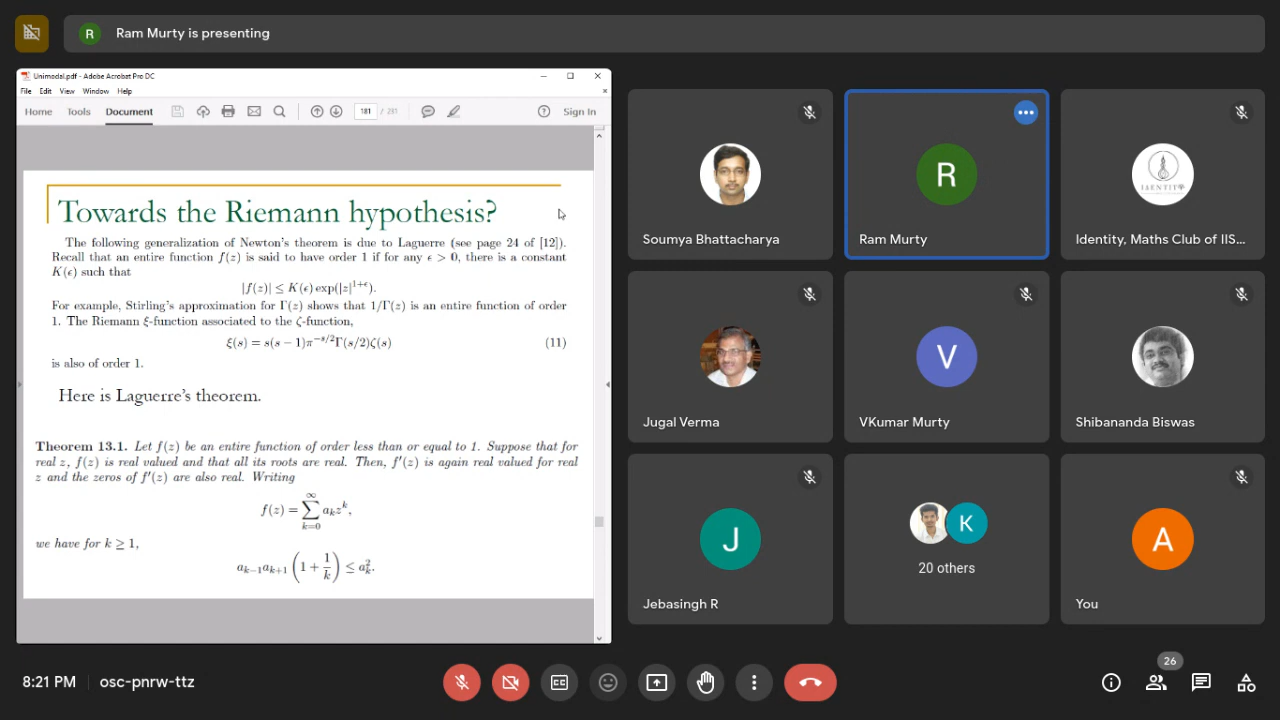 R Ram Murty is presenting
Unimodal.pdf - Adobe Acrobat Pro DC
File Edit View Window Help
Home Tools Document 181 / 231 Sign In
Towards the Riemann hypothesis?
The following generalization of Newton's theorem is due to Laguerre (see page 24 of [12]).
Recall that an entire function f(z) is said to have order 1 if for any ϵ > 0, there is a constant
K(ϵ) such that
|f(z)| ≤ K(ϵ) exp(|z|^{1+ϵ}).
For example, Stirling's approximation for Γ(z) shows that 1/Γ(z) is an entire function of order
1. The Riemann ξ-function associated to the ζ-function,
ξ(s) = s(s − 1)π^{−s/2}Γ(s/2)ζ(s) (11)
is also of order 1.
Here is Laguerre's theorem.
Theorem 13.1. Let f(z) be an entire function of order less than or equal to 1. Suppose that for
real z, f(z) is real valued and that all its roots are real. Then, f′(z) is again real valued for real
z and the zeros of f′(z) are also real. Writing
f(z) = ∑_{k=0}^{∞} a_k z^k,
we have for k ≥ 1,
a_{k−1}a_{k+1} (1 + 1/k) ≤ a_k^2.
Soumya Bhattacharya
R
Ram Murty
IDENTITY
Identity, Maths Club of IIS...
Jugal Verma
V
VKumar Murty
Shibananda Biswas
J
Jebasingh R
K
20 others
A
You
8:21 PM | osc-pnrw-ttz
26